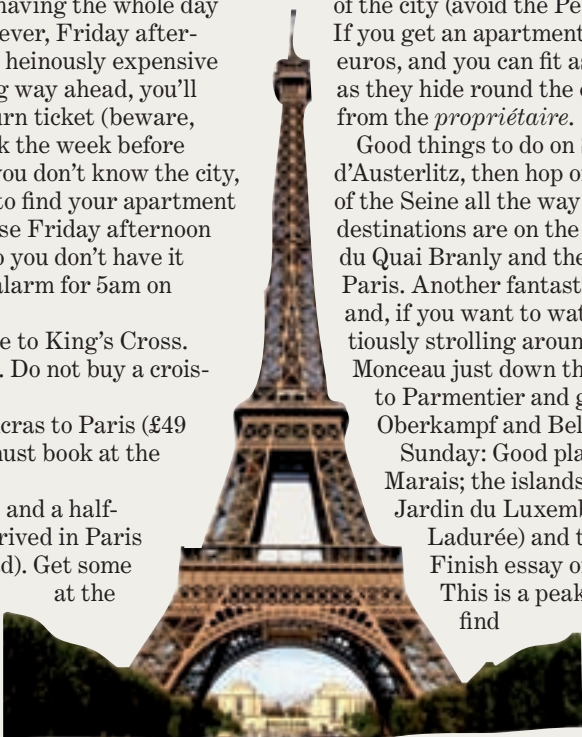 having the whole day
ever, Friday after-
heinously expensive
g way ahead, you'll
urn ticket (beware,
k the week before
you don't know the city,
to find your apartment
se Friday afternoon
o you don't have it
alarm for 5am on
e to King's Cross.
. Do not buy a crois-
cras to Paris (£49
must book at the
and a half-
rived in Paris
d). Get some
at the
of the city (avoid the Pe
If you get an apartment
euros, and you can fit as
as they hide round the c
from the propriétaire.
Good things to do on
d'Austerlitz, then hop o
of the Seine all the way
destinations are on the
du Quai Branly and the
Paris. Another fantast
and, if you want to wat
tiously strolling aroun
Monceau just down th
to Parmentier and g
Oberkampf and Bel
Sunday: Good pla
Marais; the islands
Jardin du Luxemb
Ladurée) and t
Finish essay o
This is a peak
find